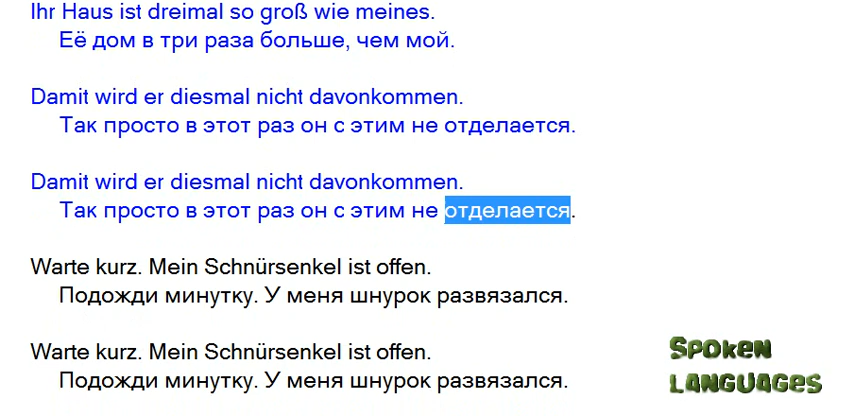 Ihr Haus ist dreimal so groß wie meines.
Её дом в три раза больше, чем мой.
Damit wird er diesmal nicht davonkommen.
Так просто в этот раз он с этим не отделается.
Damit wird er diesmal nicht davonkommen.
Так просто в этот раз он с этим не отделается.
Warte kurz. Mein Schnürsenkel ist offen.
Подожди минутку. У меня шнурок развязался.
Warte kurz. Mein Schnürsenkel ist offen.
Подожди минутку. У меня шнурок развязался.
Spoken
Languages